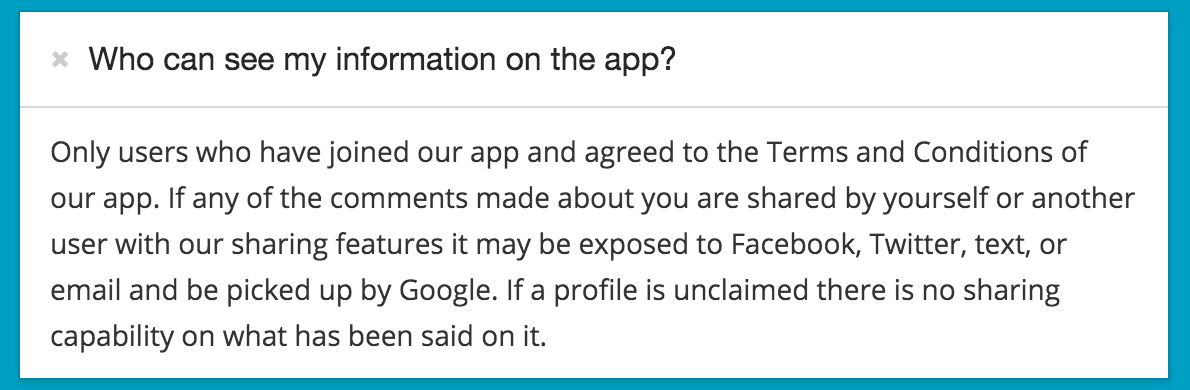 Who can see my information on the app?
Only users who have joined our app and agreed to the Terms and Conditions of
our app. If any of the comments made about you are shared by yourself or another
user with our sharing features it may be exposed to Facebook, Twitter, text, or
email and be picked up by Google. If a profile is unclaimed there is no sharing
capability on what has been said on it.